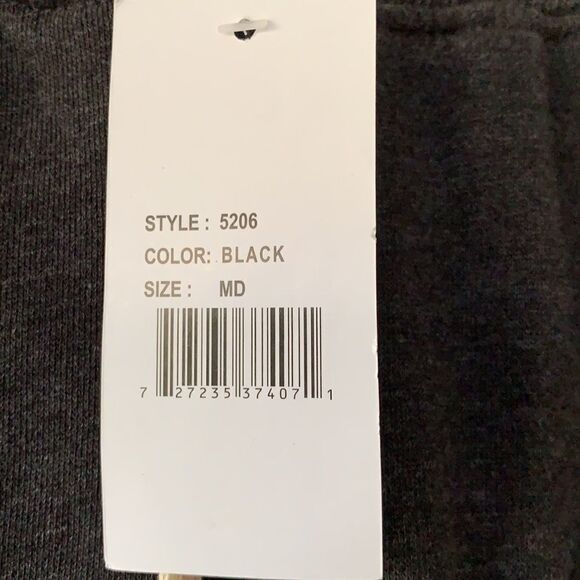 STYLE : 5206
COLOR: BLACK
SIZE : MD
7 27235 37407 1